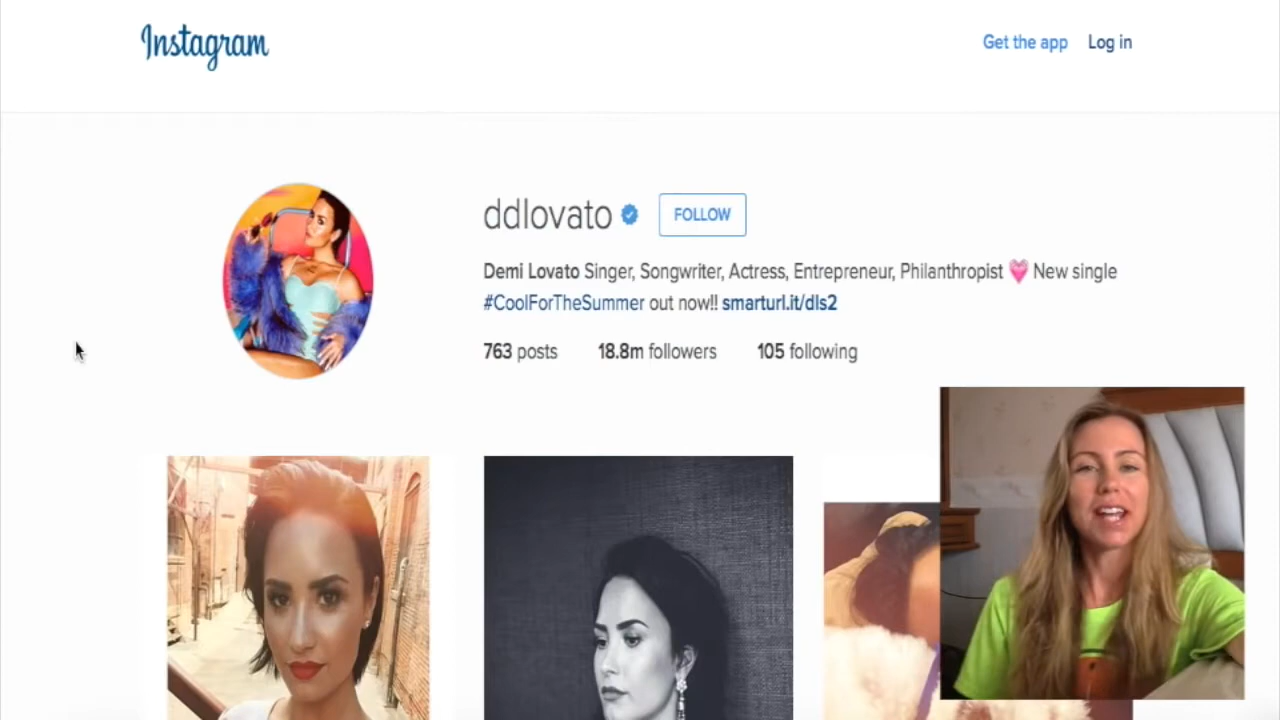 Instagram
Get the app Log in
ddlovato FOLLOW
Demi Lovato Singer, Songwriter, Actress, Entrepreneur, Philanthropist 💗 New single
#CoolForTheSummer out now!! smarturl.it/dls2
763 posts 18.8m followers 105 following